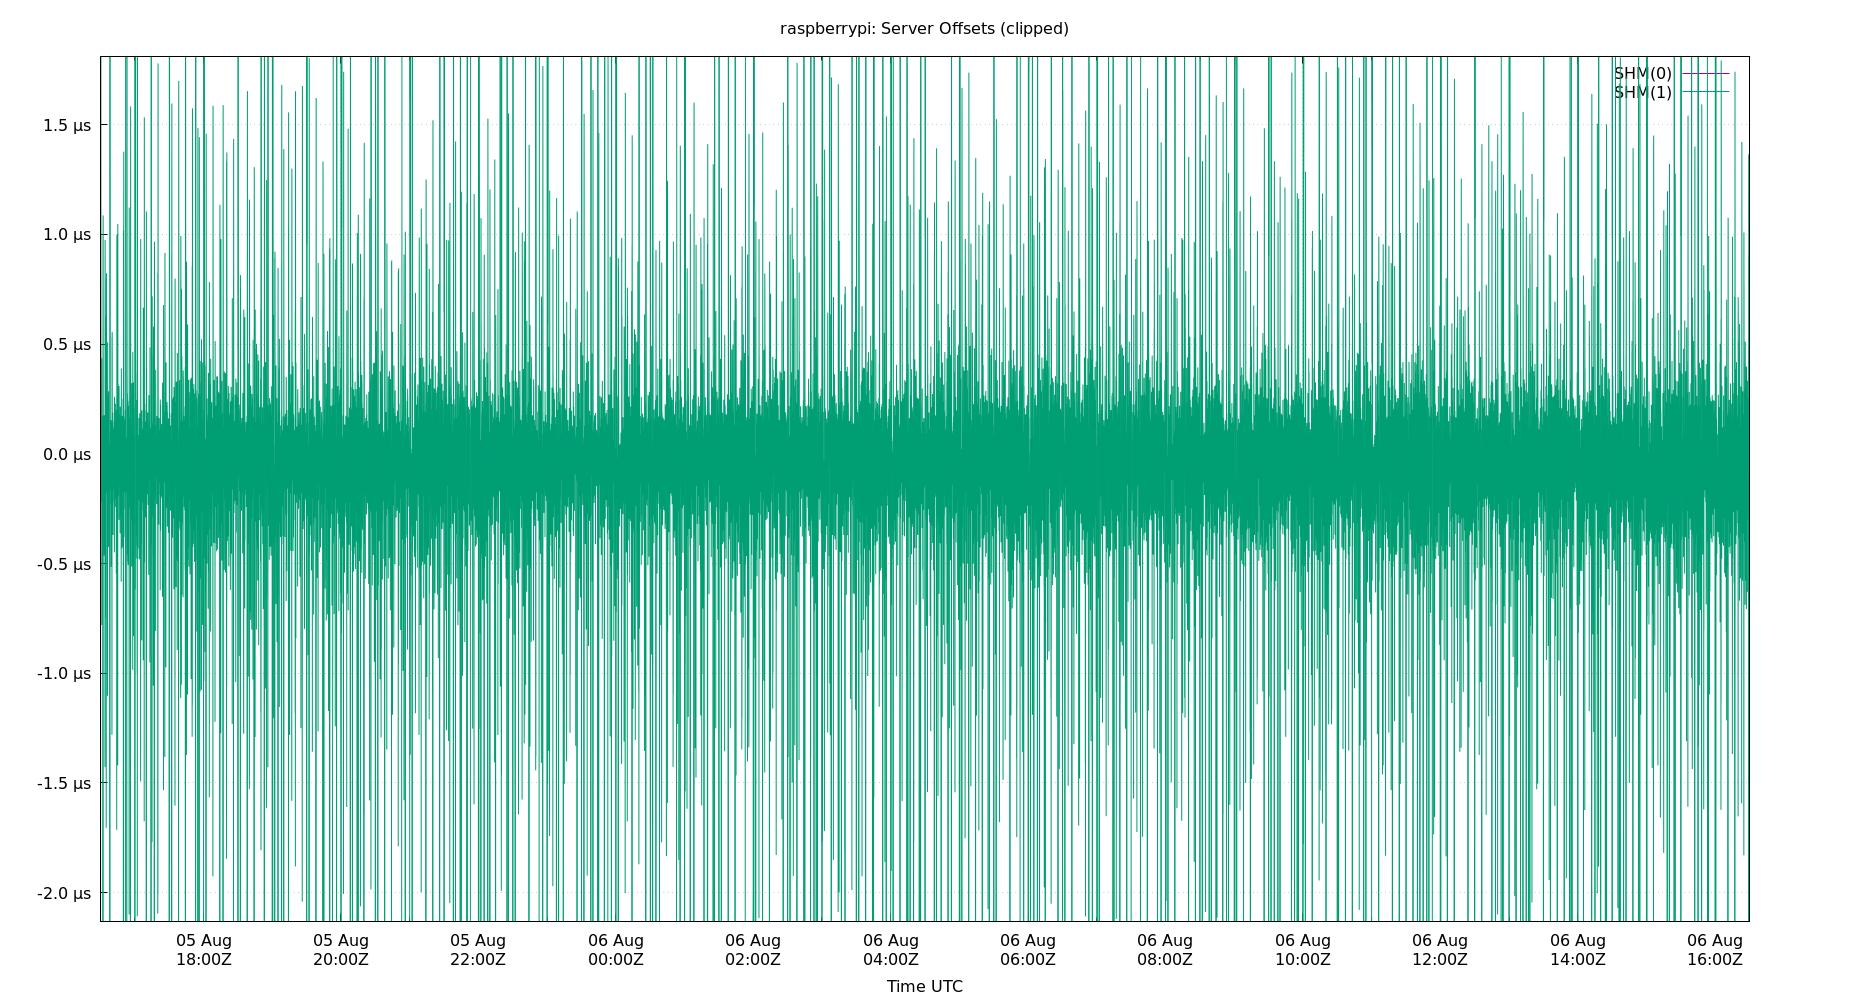 raspberrypi: Server Offsets (clipped)
SHM(0)
SHM(1)
1.5 µs
1.0 µs
0.5 µs
0.0 µs
-0.5 µs
-1.0 µs
-1.5 µs
-2.0 µs
05 Aug 05 Aug 05 Aug 06 Aug 06 Aug 06 Aug 06 Aug 06 Aug 06 Aug 06 Aug 06 Aug 06 Aug
18:00Z 20:00Z 22:00Z 00:00Z 02:00Z 04:00Z 06:00Z 08:00Z 10:00Z 12:00Z 14:00Z 16:00Z
Time UTC